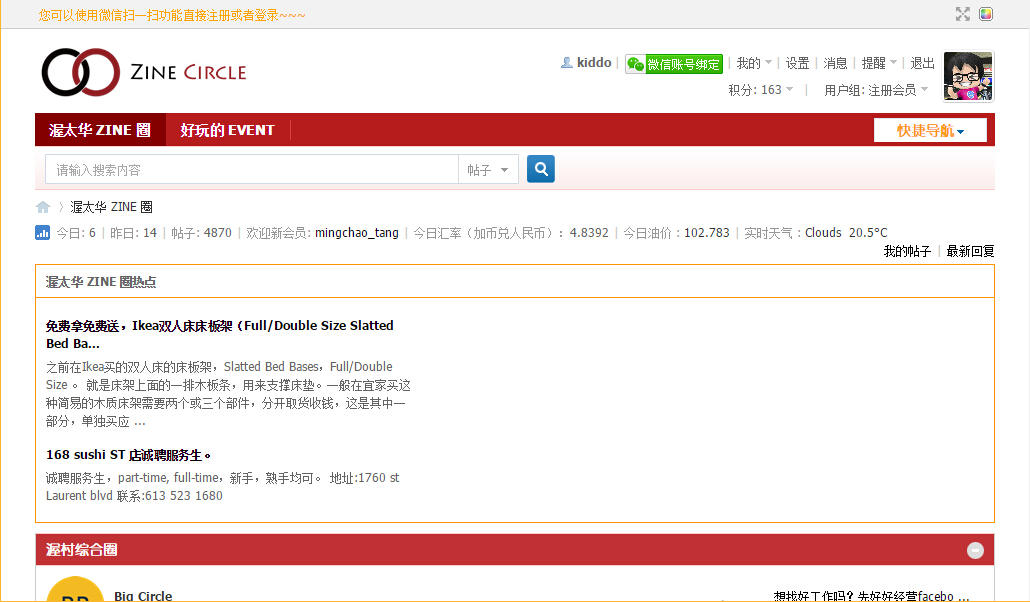 您可以使用微信扫一扫功能直接注册或者登录~~~
ZINE CIRCLE
kiddo | 微信账号绑定 | 我的 | 设置 | 消息 | 提醒 | 退出
积分: 163 | 用户组: 注册会员
渥太华 ZINE 圈 好玩的 EVENT 快捷导航
请输入搜索内容 帖子
渥太华 ZINE 圈
今日: 6 | 昨日: 14 | 帖子: 4870 | 欢迎新会员: mingchao_tang | 今日汇率（加币兑人民币）: 4.8392 | 今日油价：102.783 | 实时天气：Clouds 20.5°C
我的帖子 | 最新回复
渥太华 ZINE 圈热点
免费拿免费送，Ikea双人床床板架（Full/Double Size Slatted
Bed Ba...
之前在Ikea买的双人床的床板架，Slatted Bed Bases，Full/Double
Size 。 就是床架上面的一排木板条，用来支撑床垫。一般在宜家买这
种简易的木质床架需要两个或三个部件，分开取货收钱，这是其中一
部分，单独买应 ...
168 sushi ST 店诚聘服务生。
诚聘服务生，part-time, full-time，新手，熟手均可。 地址:1760 st
Laurent blvd 联系:613 523 1680
渥村综合圈
Big Circle
想找好工作吗？先好好经营facebo ...